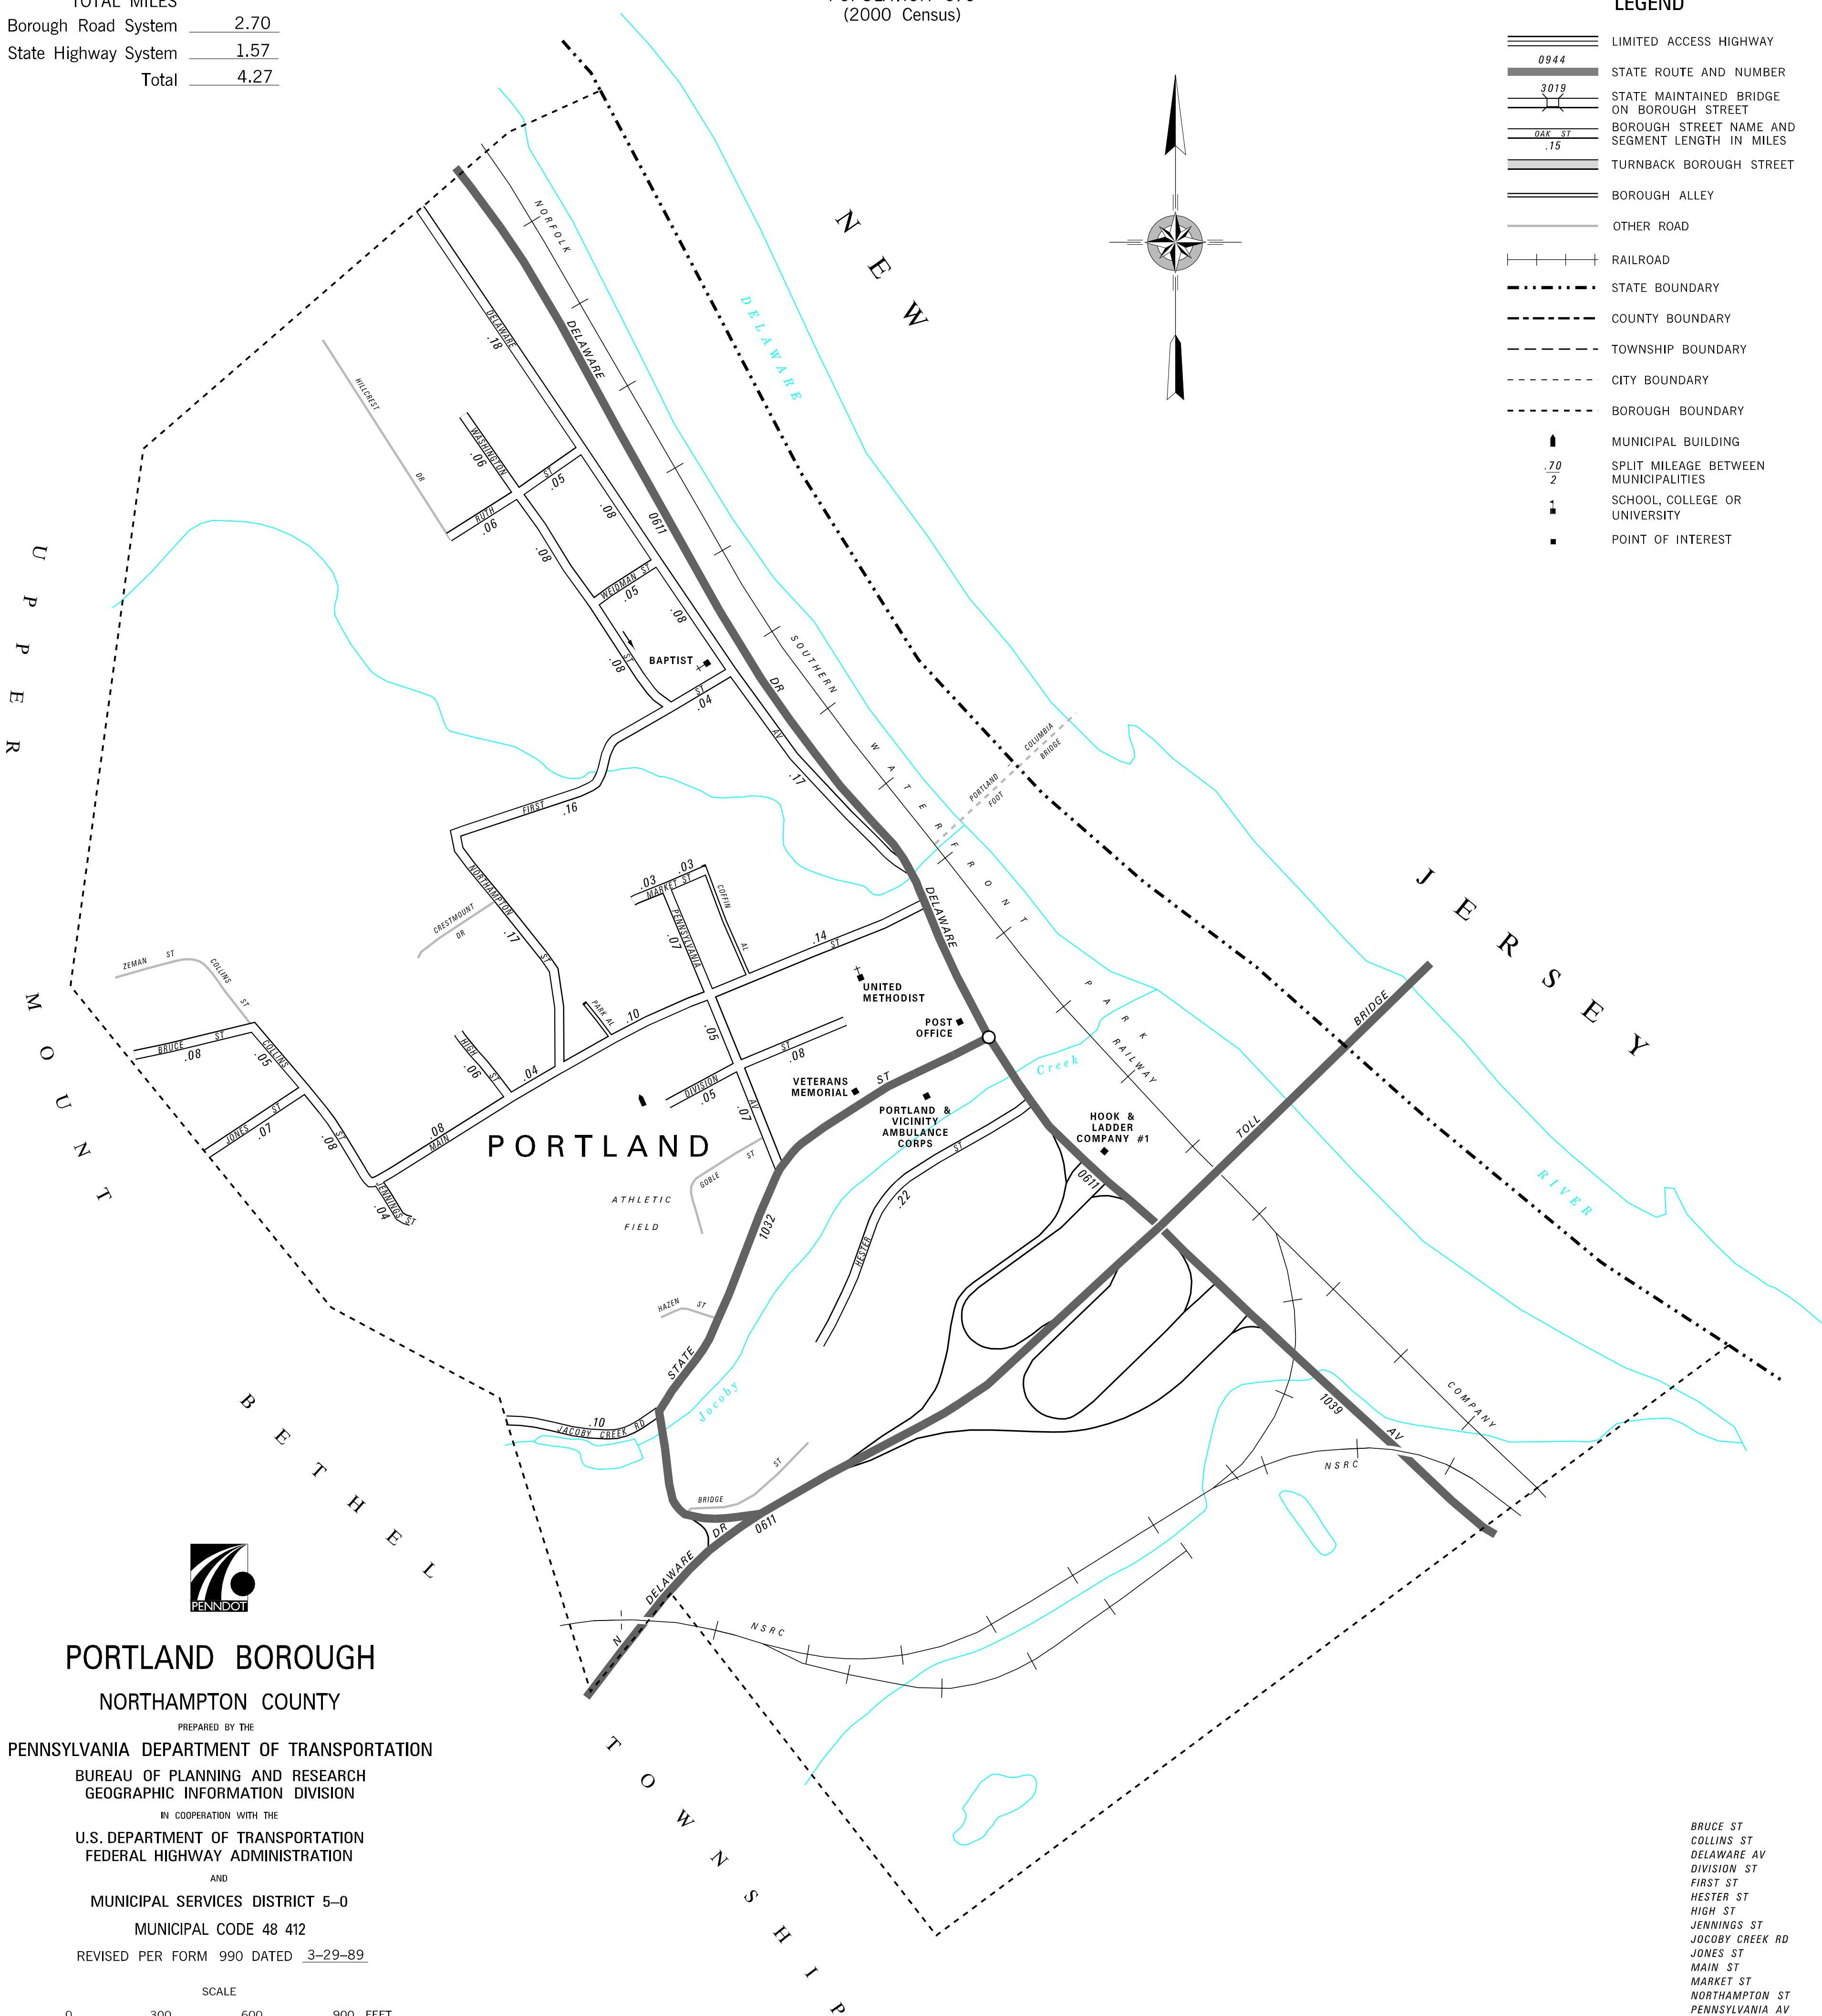 TOTAL MILES
Borough Road System 2.70
State Highway System 1.57
Total 4.27
(2000 Census)
LEGEND
LIMITED ACCESS HIGHWAY
0944
STATE ROUTE AND NUMBER
3019
STATE MAINTAINED BRIDGE
ON BOROUGH STREET
OAK ST
.15
BOROUGH STREET NAME AND
SEGMENT LENGTH IN MILES
TURNBACK BOROUGH STREET
BOROUGH ALLEY
OTHER ROAD
RAILROAD
STATE BOUNDARY
COUNTY BOUNDARY
TOWNSHIP BOUNDARY
CITY BOUNDARY
BOROUGH BOUNDARY
MUNICIPAL BUILDING
.70
2
SPLIT MILEAGE BETWEEN
MUNICIPALITIES
1
SCHOOL, COLLEGE OR
UNIVERSITY
POINT OF INTEREST
NEW
JERSEY
DELAWARE
RIVER
NORFOLK
SOUTHERN
RAILWAY
COMPANY
WATERFRONT
PARK
DELAWARE
DR
0611
DELAWARE
.18
.08
.08
AV
.17
HILLCREST
DR
WASHINGTON
.06
.08
ST
.08
RUTH
ST
.06
.05
WEIDMAN ST
.05
BAPTIST
ST
.04
FIRST
.16
NORTHAMPTON
.17
ST
CRESTMOUNT
DR
PORTLAND
COLUMBIA
FOOT
BRIDGE
.03
.03
MARKET ST
COFFIN
AL
PENNSYLVANIA
.07
.05
AV
.07
DELAWARE
.14
ST
.10
PARK AL
.04
.08
MAIN
HIGH
ST
.06
UNITED
METHODIST
POST
OFFICE
DIVISION
ST
.05
.08
VETERANS
MEMORIAL
ST
PORTLAND &
VICINITY
AMBULANCE
CORPS
HOOK &
LADDER
COMPANY #1
ZEMAN ST
COLLINS
ST
BRUCE
ST
.08
COLLINS
.05
ST
.08
JONES
ST
.07
JENNINGS ST
.04
PORTLAND
ATHLETIC
FIELD
GOBLE
ST
1032
STATE
HAZEN ST
HESTER
ST
.22
Creek
Jocoby
0611
TOLL
BRIDGE
1039
AV
NSRC
.10
JACOBY CREEK RD
BRIDGE
ST
N
DELAWARE
DR
0611
NSRC
UPPER
MOUNT
BETHEL
TOWNSHIP
PENNDOT
PORTLAND BOROUGH
NORTHAMPTON COUNTY
PREPARED BY THE
PENNSYLVANIA DEPARTMENT OF TRANSPORTATION
BUREAU OF PLANNING AND RESEARCH
GEOGRAPHIC INFORMATION DIVISION
IN COOPERATION WITH THE
U.S. DEPARTMENT OF TRANSPORTATION
FEDERAL HIGHWAY ADMINISTRATION
AND
MUNICIPAL SERVICES DISTRICT 5–0
MUNICIPAL CODE 48 412
REVISED PER FORM 990 DATED 3–29–89
SCALE
0 300 600 900 FEET
BRUCE ST
COLLINS ST
DELAWARE AV
DIVISION ST
FIRST ST
HESTER ST
HIGH ST
JENNINGS ST
JOCOBY CREEK RD
JONES ST
MAIN ST
MARKET ST
NORTHAMPTON ST
PENNSYLVANIA AV